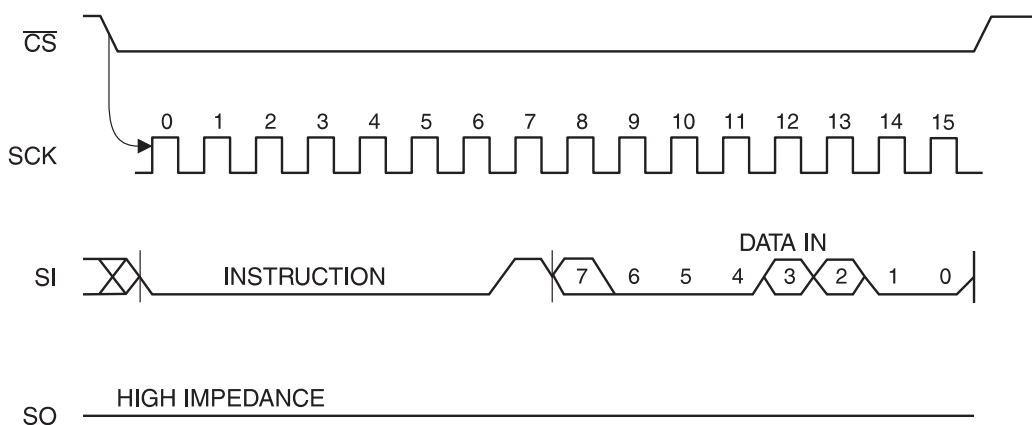 CS
0 1 2 3 4 5 6 7 8 9 10 11 12 13 14 15
SCK
DATA IN
SI INSTRUCTION 7 6 5 4 3 2 1 0
HIGH IMPEDANCE
SO